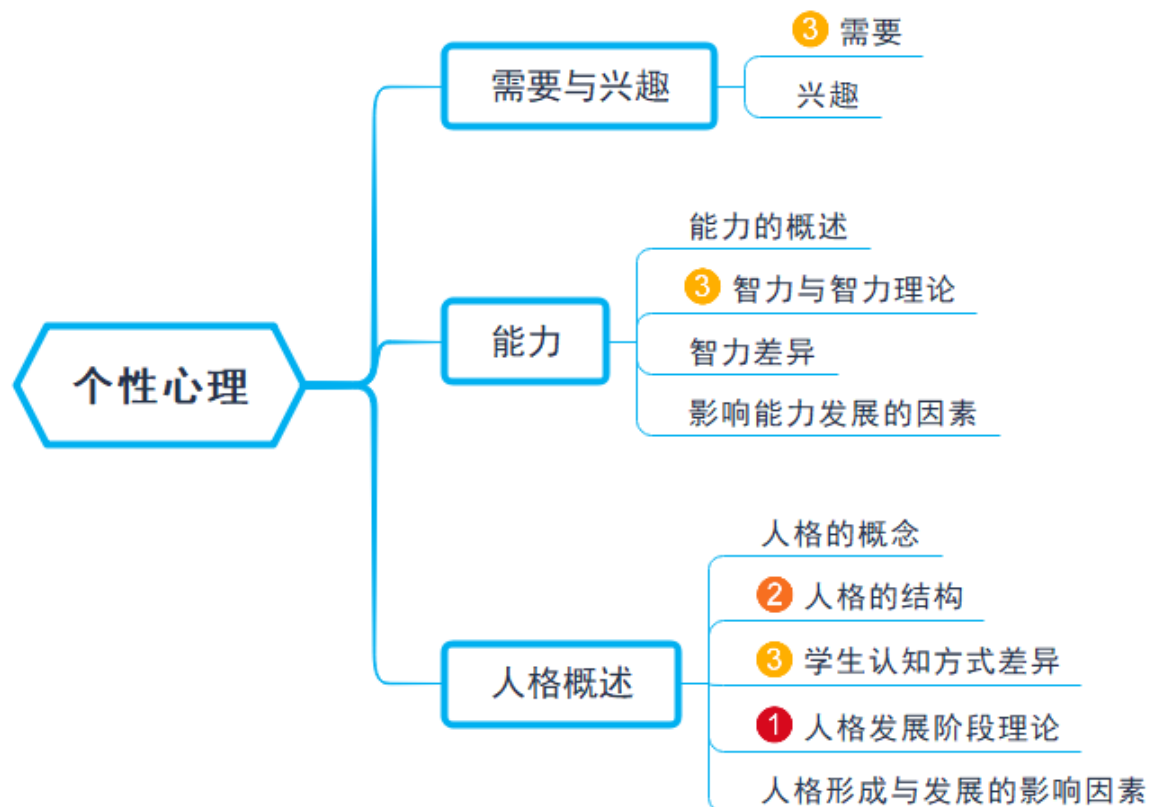 个性心理
需要与兴趣
3 需要
兴趣
能力
能力的概述
3 智力与智力理论
智力差异
影响能力发展的因素
人格概述
人格的概念
2 人格的结构
3 学生认知方式差异
1 人格发展阶段理论
人格形成与发展的影响因素